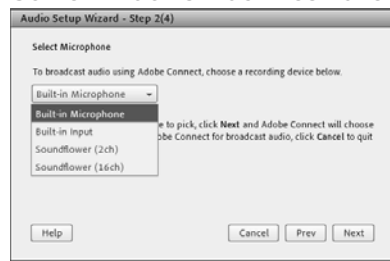 Audio Setup Wizard - Step 2(4)
Select Microphone
To broadcast audio using Adobe Connect, choose a recording device below.
Built-in Microphone
Built-in Microphone
Built-in Input
Soundflower (2ch)
Soundflower (16ch)
to pick, click Next and Adobe Connect will choose
Connect for broadcast audio, click Cancel to quit
Help Cancel Prev Next